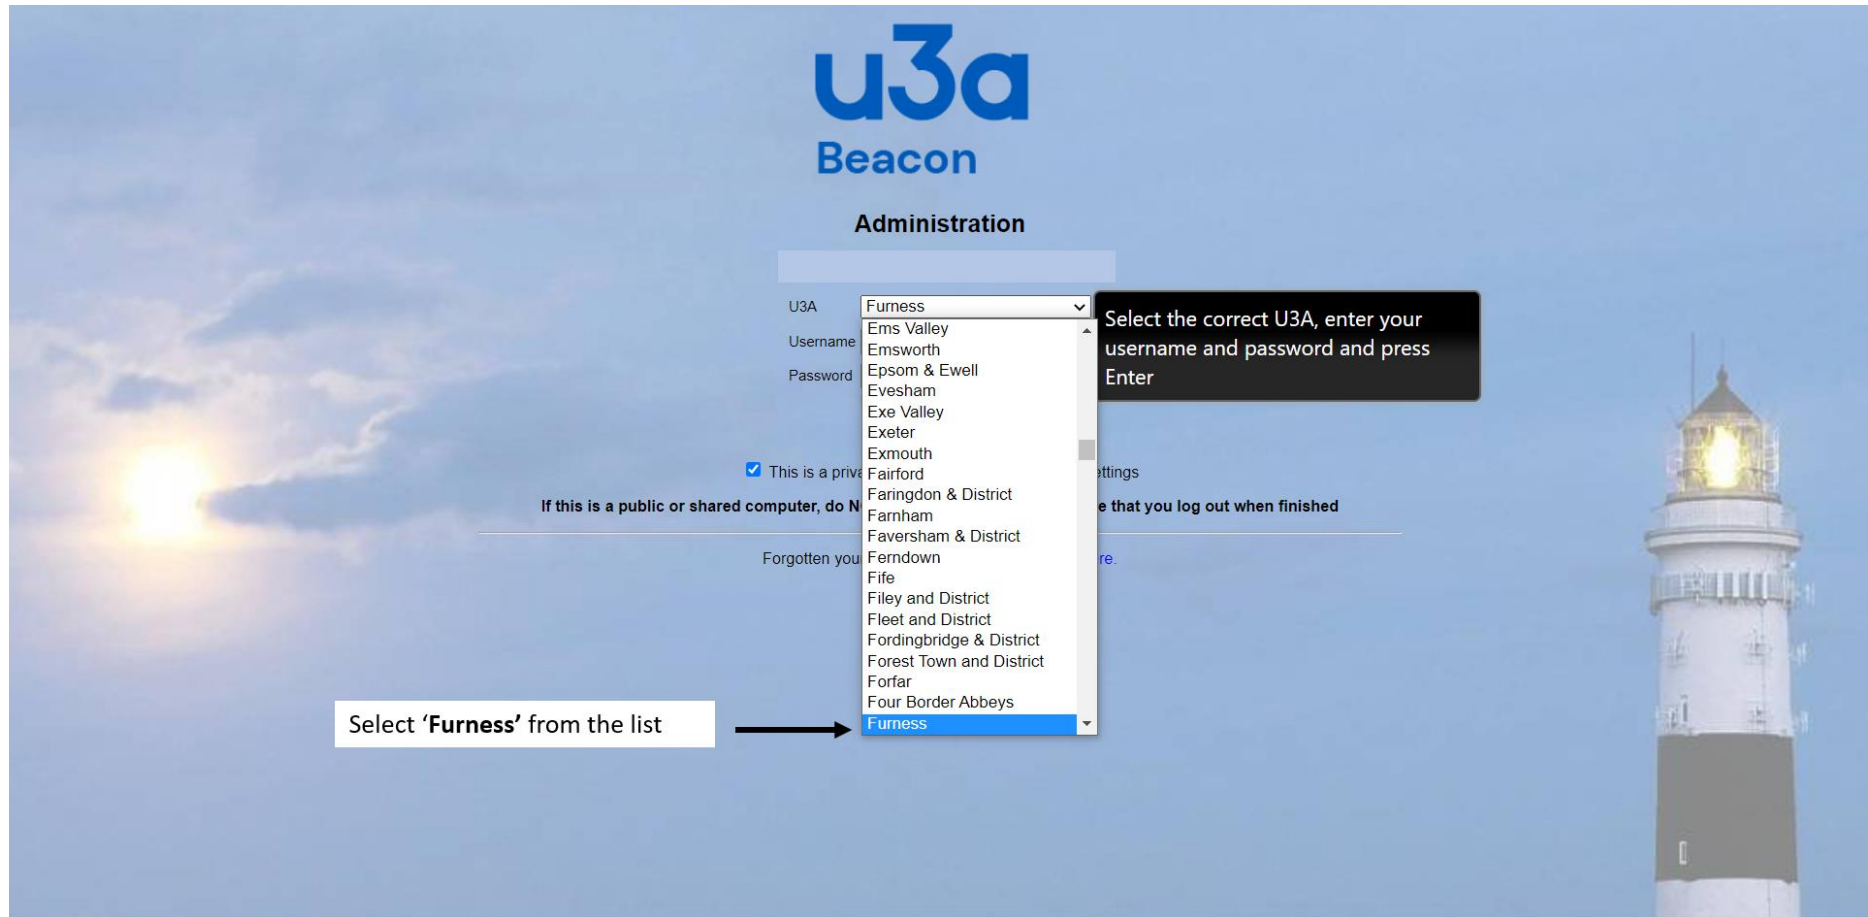 u3a
Beacon
Administration
U3A
Furness
Select the correct U3A, enter your
username and password and press
Enter
Username
Password
Ems Valley
Emsworth
Epsom & Ewell
Evesham
Exe Valley
Exeter
Exmouth
Fairford
Faringdon & District
Farnham
Faversham & District
Ferndown
Fife
Filey and District
Fleet and District
Fordingbridge & District
Forest Town and District
Forfar
Four Border Abbeys
Furness
This is a
If this is a public or shared computer, do
that you log out when finished
Forgotten
Select ‘Furness’ from the list